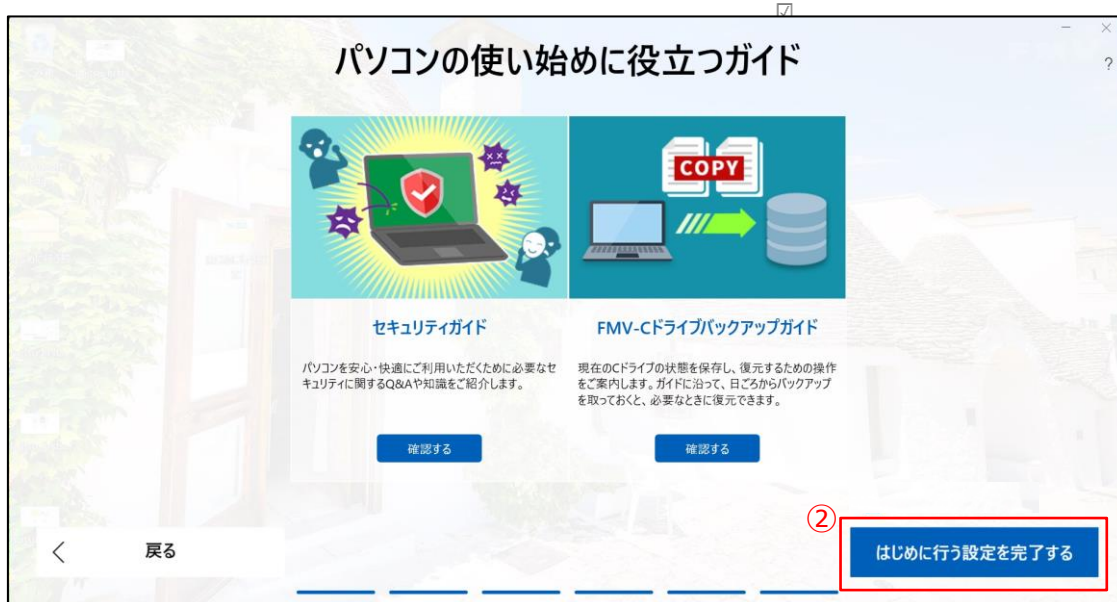 パソコンの使い始めに役立つガイド
?
COPY
セキュリティガイド
パソコンを安心・快適にご利用いただくために必要なセ
キュリティに関するQ&Aや知識をご紹介します。
確認する
FMV-Cドライブバックアップガイド
現在のCドライブの状態を保存し、復元するための操作
をご案内します。ガイドに沿って、日ごろからバックアップ
を取っておくと、必要なときに復元できます。
確認する
戻る
②
はじめに行う設定を完了する